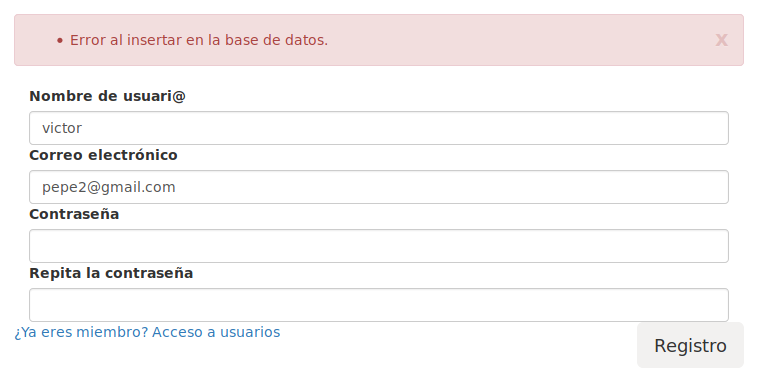 • Error al insertar en la base de datos. x
Nombre de usuari@
victor
Correo electrónico
pepe2@gmail.com
Contraseña
Repita la contraseña
¿Ya eres miembro? Acceso a usuarios
Registro